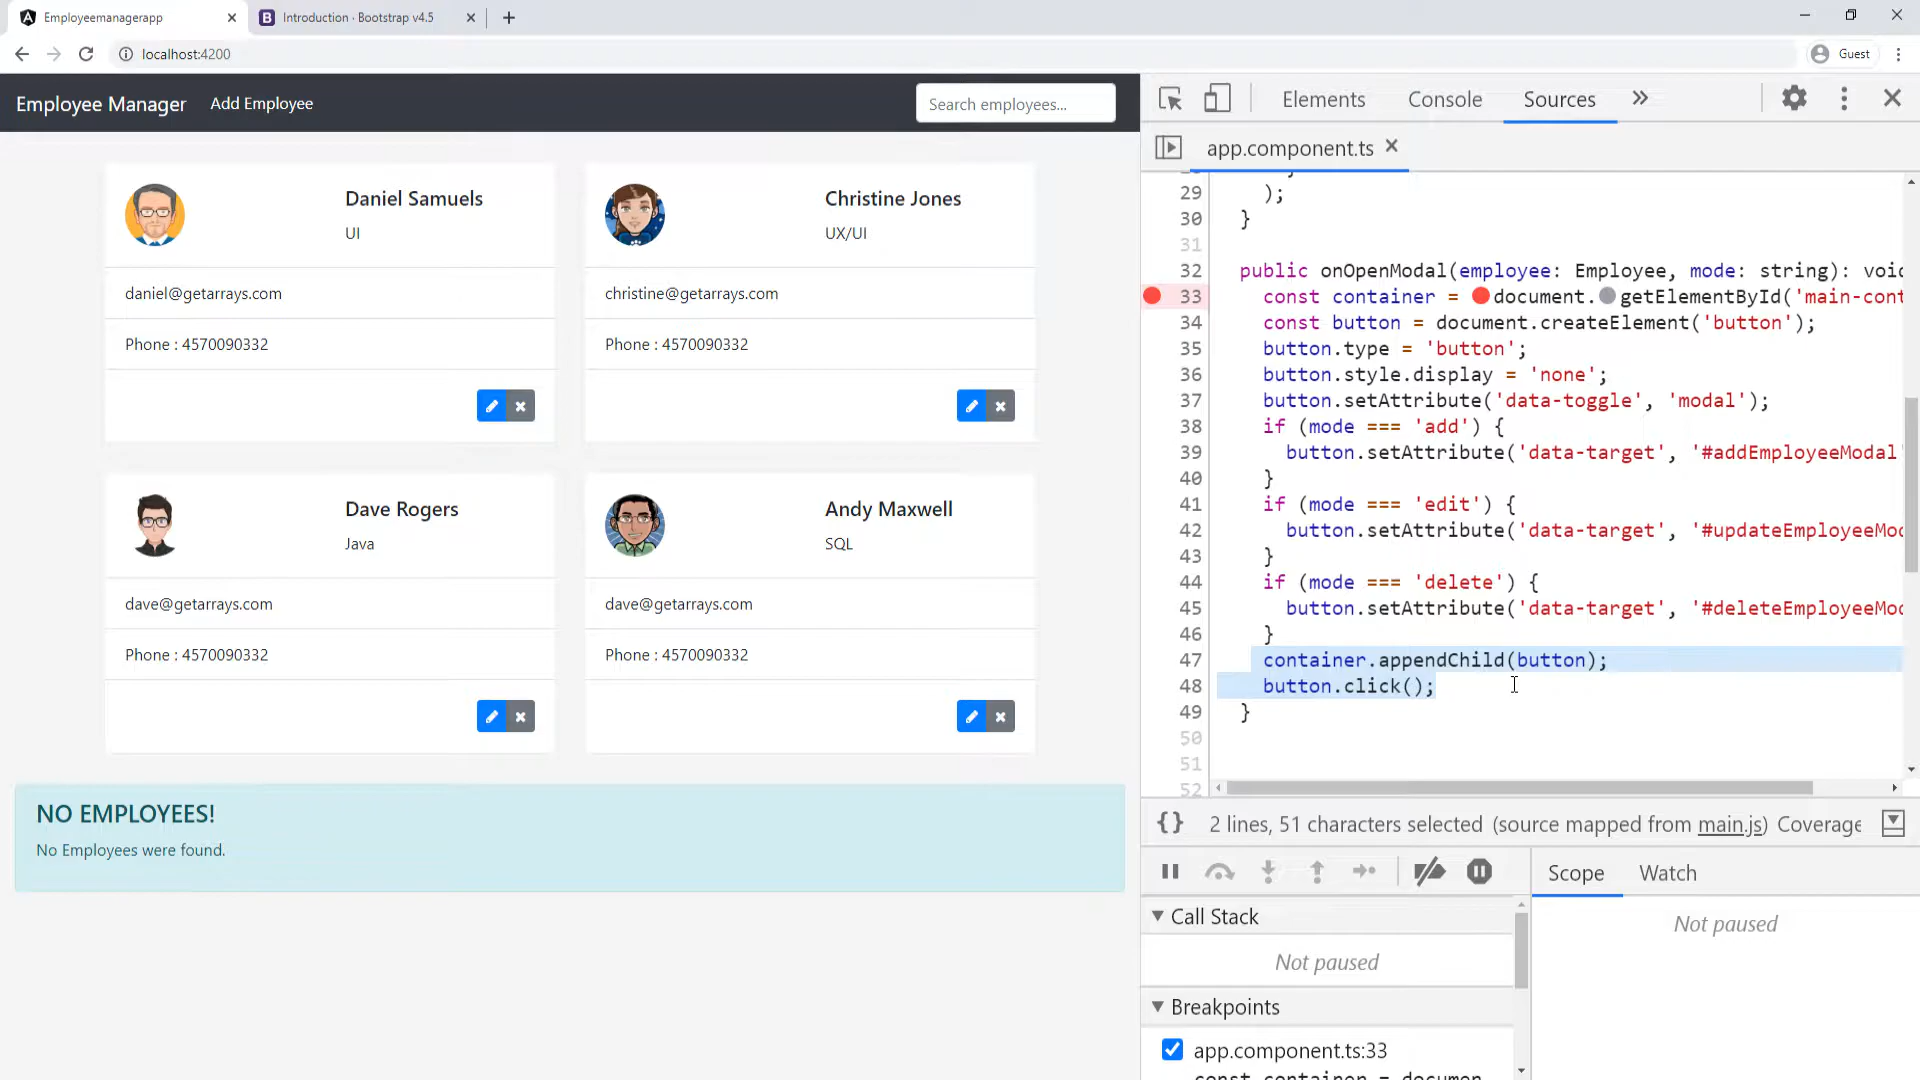 Employeemanagerapp
B Introduction · Bootstrap v4.5
localhost:4200
Guest
Employee Manager Add Employee
Search employees...
Daniel Samuels
UI
daniel@getarrays.com
Phone : 4570090332
Christine Jones
UX/UI
christine@getarrays.com
Phone : 4570090332
Dave Rogers
Java
dave@getarrays.com
Phone : 4570090332
Andy Maxwell
SQL
dave@getarrays.com
Phone : 4570090332
NO EMPLOYEES!
No Employees were found.
Elements Console Sources
app.component.ts
29 );
30 }
31
32 public onOpenModal(employee: Employee, mode: string): voi
33 const container = document.getElementById('main-cont
34 const button = document.createElement('button');
35 button.type = 'button';
36 button.style.display = 'none';
37 button.setAttribute('data-toggle', 'modal');
38 if (mode === 'add') {
39 button.setAttribute('data-target', '#addEmployeeModal'
40 }
41 if (mode === 'edit') {
42 button.setAttribute('data-target', '#updateEmployeeMo
43 }
44 if (mode === 'delete') {
45 button.setAttribute('data-target', '#deleteEmployeeMo
46 }
47 container.appendChild(button);
48 button.click();
49 }
50
51
52
{} 2 lines, 51 characters selected (source mapped from main.js) Coverage
Scope Watch
Call Stack
Not paused
Not paused
Breakpoints
app.component.ts:33
const container = documen